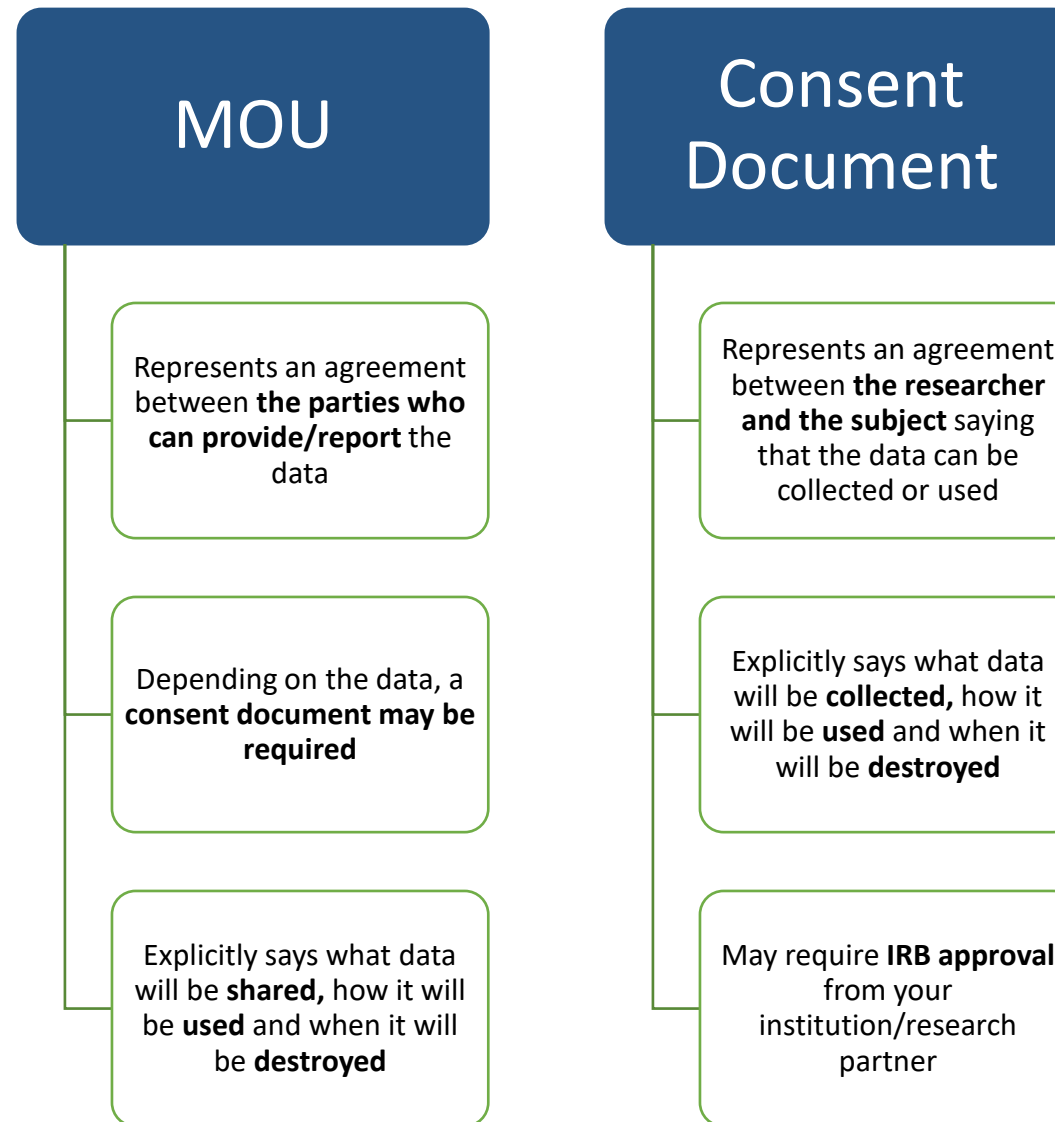 MOU
Represents an agreement
between the parties who
can provide/report the
data
Depending on the data, a
consent document may be
required
Explicitly says what data
will be shared, how it will
be used and when it will
be destroyed
Consent
Document
Represents an agreement
between the researcher
and the subject saying
that the data can be
collected or used
Explicitly says what data
will be collected, how it
will be used and when it
will be destroyed
May require IRB approval
from your
institution/research
partner